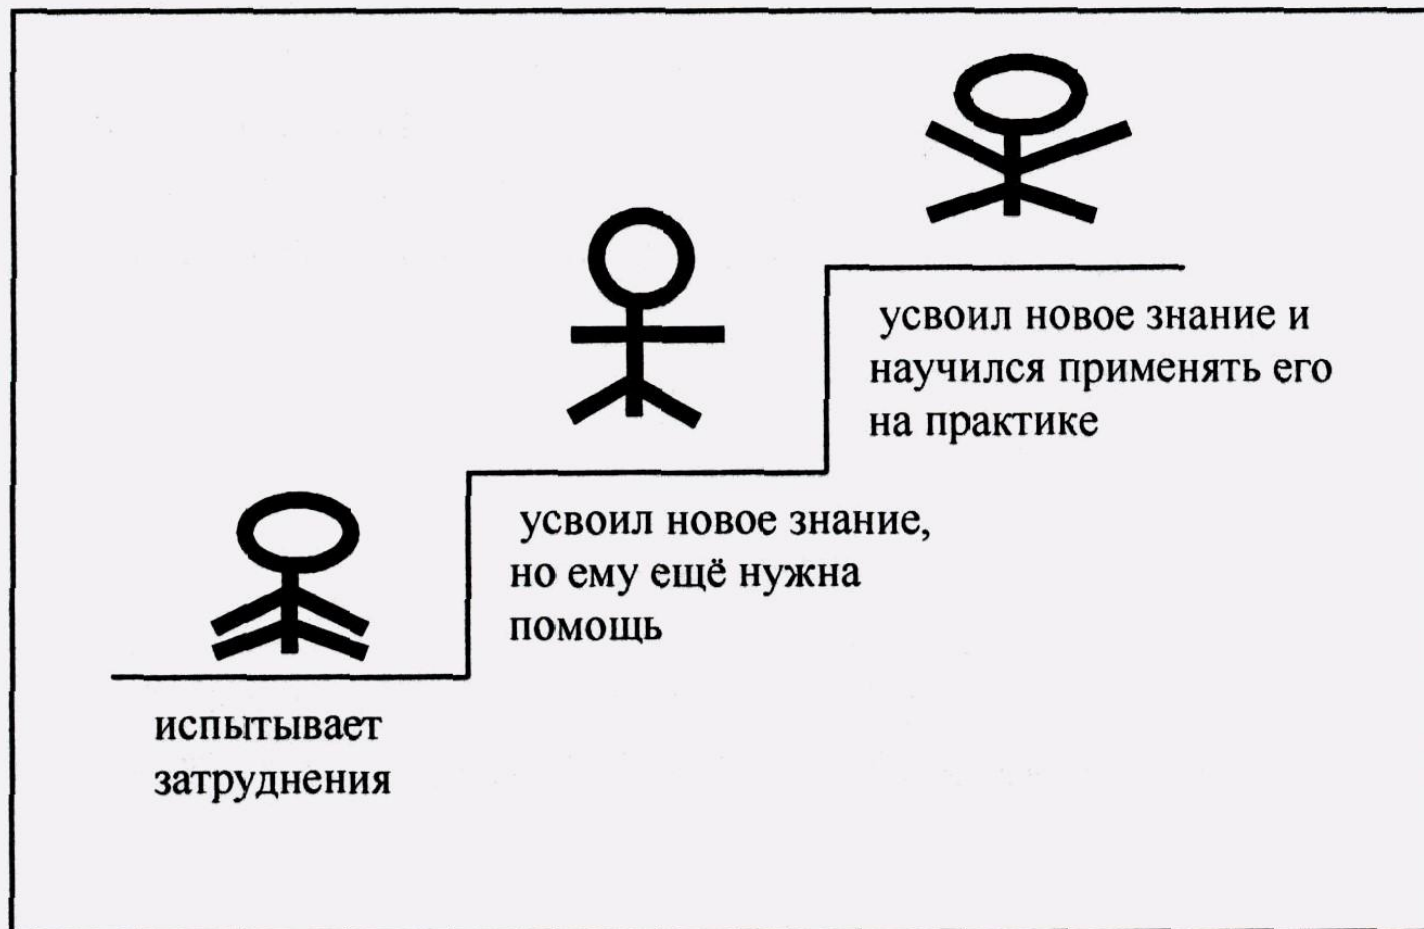 усвоил новое знание и
научился применять его
на практике
усвоил новое знание,
но ему ещё нужна
помощь
испытывает
затруднения